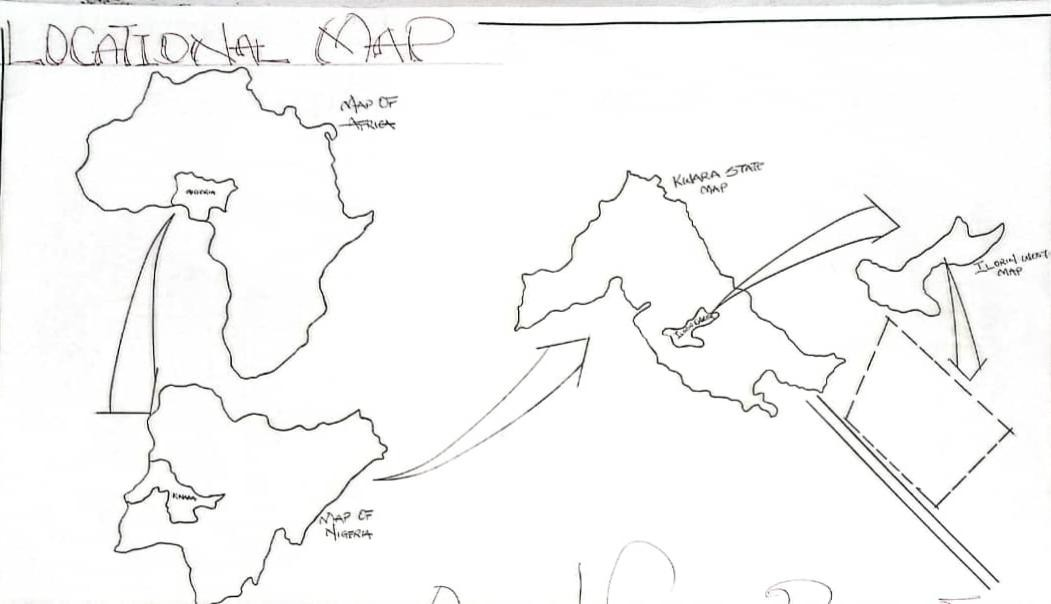 LOCATIONAL MAP
MAP OF
AFRICA
NIGERIA
KWARA STATE
MAP
ILORIN WEST
MAP
KWARA
MAP OF
NIGERIA